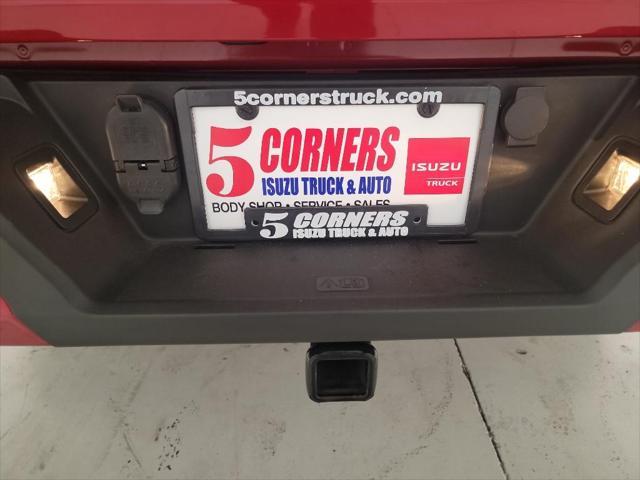 5cornerstruck.com
5 CORNERS
ISUZU TRUCK & AUTO
ISUZU
TRUCK
BODY SHOP • SERVICE • SALES
5 CORNERS
ISUZU TRUCK & AUTO